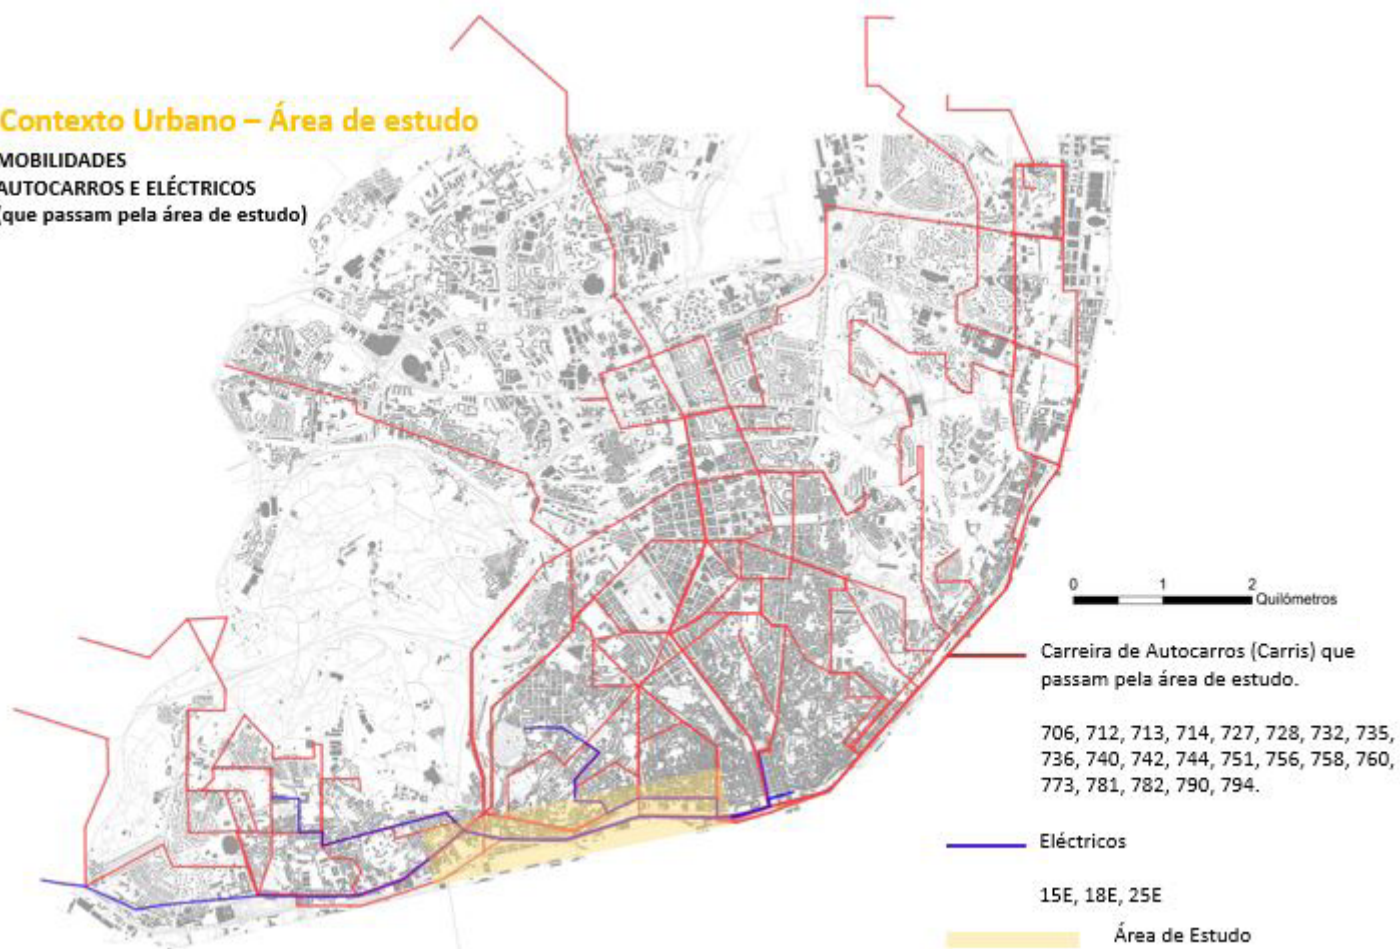 Contexto Urbano – Área de estudo
MOBILIDADES
AUTOCARROS E ELÉCTRICOS
(que passam pela área de estudo)
0 1 2
Quilómetros
Carreira de Autocarros (Carris) que
passam pela área de estudo.
706, 712, 713, 714, 727, 728, 732, 735,
736, 740, 742, 744, 751, 756, 758, 760,
773, 781, 782, 790, 794.
Eléctricos
15E, 18E, 25E
Área de Estudo